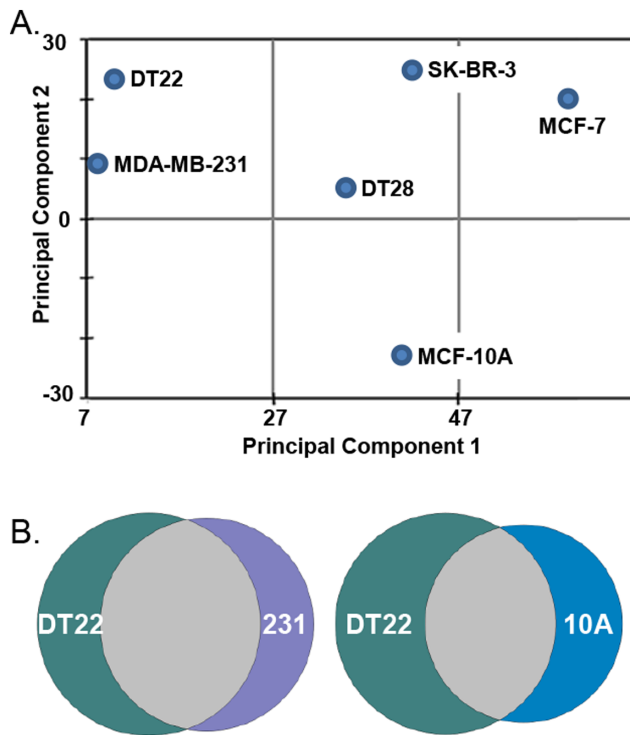 A.
30
DT22
SK-BR-3
MCF-7
MDA-MB-231
DT28
0
MCF-10A
-30
7
27
47
Principal Component 2
Principal Component 1
B.
DT22
231
DT22
10A